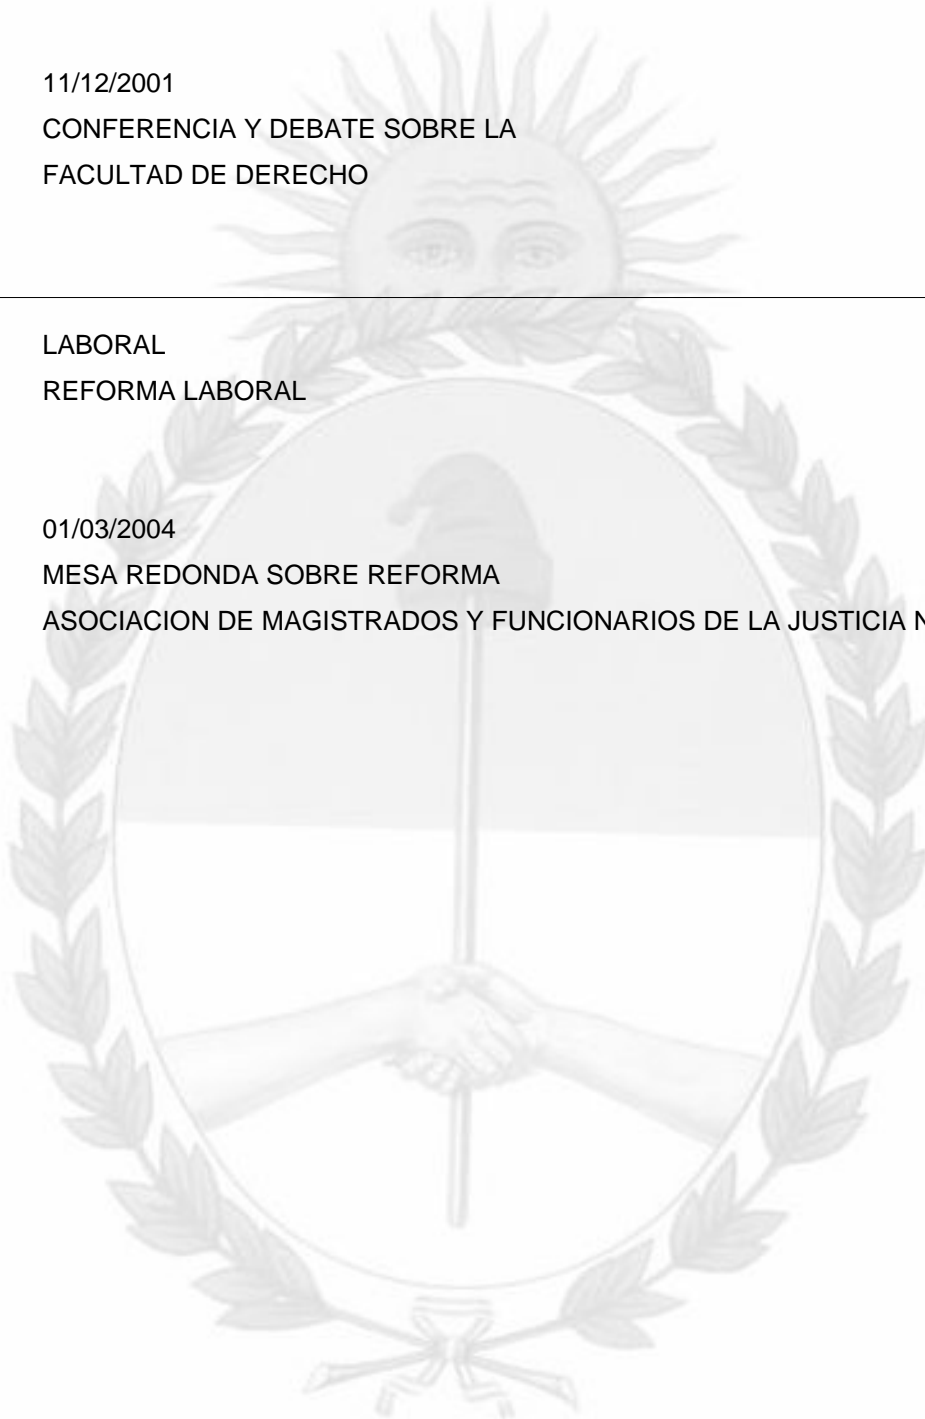 11/12/2001
CONFERENCIA Y DEBATE SOBRE LA
FACULTAD DE DERECHO
LABORAL
REFORMA LABORAL
01/03/2004
MESA REDONDA SOBRE REFORMA
ASOCIACION DE MAGISTRADOS Y FUNCIONARIOS DE LA JUSTICIA